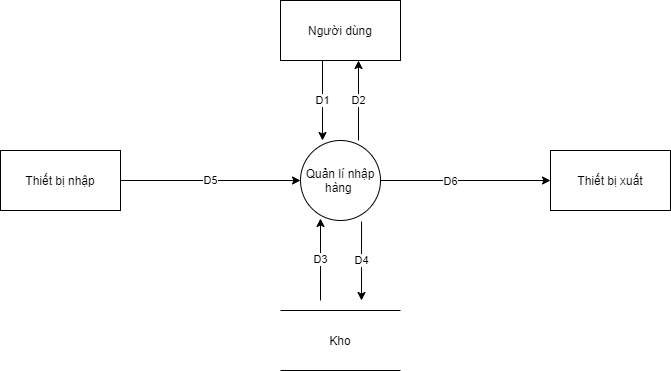 Người dùng
D1
D2
Thiết bị nhập
D5
Quản lí nhập
hàng
D6
Thiết bị xuất
D3
D4
Kho